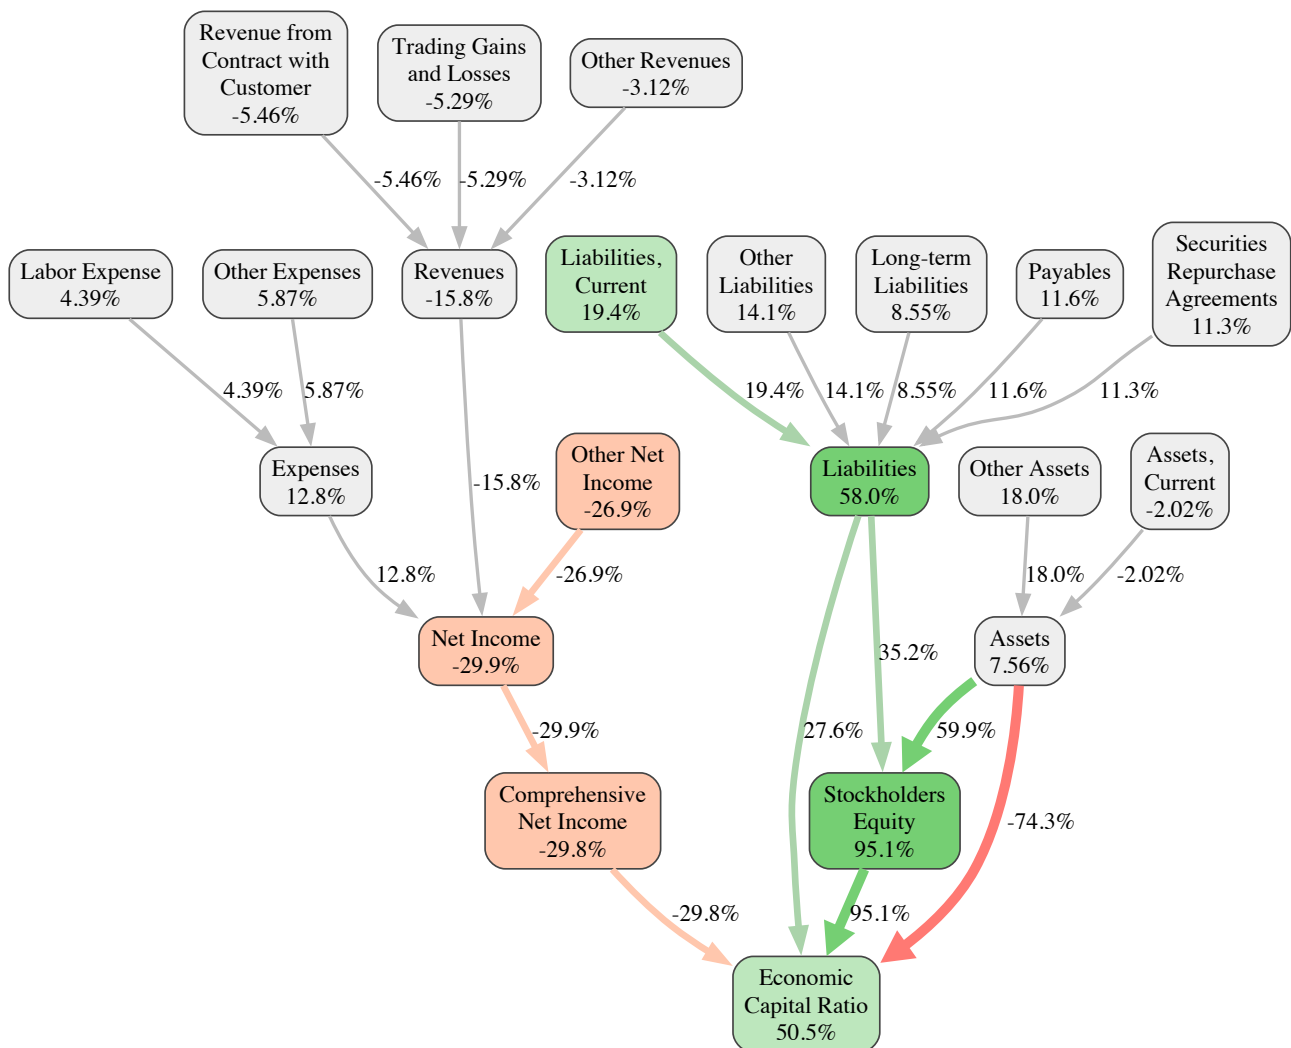 Revenue from
Contract with
Customer
-5.46%
Trading Gains
and Losses
-5.29%
Other Revenues
-3.12%
-5.46%
-5.29%
-3.12%
Labor Expense
4.39%
Other Expenses
5.87%
Revenues
-15.8%
Liabilities,
Current
19.4%
Other
Liabilities
14.1%
Long-term
Liabilities
8.55%
Payables
11.6%
Securities
Repurchase
Agreements
11.3%
4.39%
5.87%
19.4%
14.1%
8.55%
11.6%
11.3%
Expenses
12.8%
-15.8%
Other Net
Income
-26.9%
Liabilities
58.0%
Other Assets
18.0%
Assets,
Current
-2.02%
12.8%
-26.9%
18.0%
-2.02%
Net Income
-29.9%
35.2%
Assets
7.56%
-29.9%
27.6%
59.9%
Comprehensive
Net Income
-29.8%
Stockholders
Equity
95.1%
-74.3%
-29.8%
95.1%
Economic
Capital Ratio
50.5%